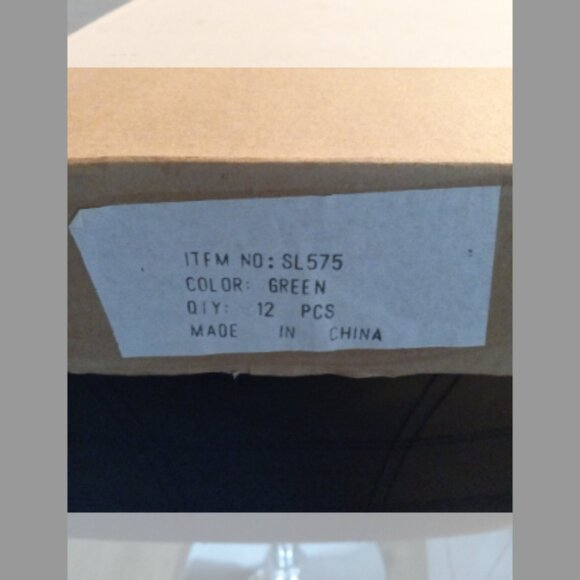 ITEM NO: SL575
COLOR: GREEN
QTY: 12 PCS
MADE IN CHINA